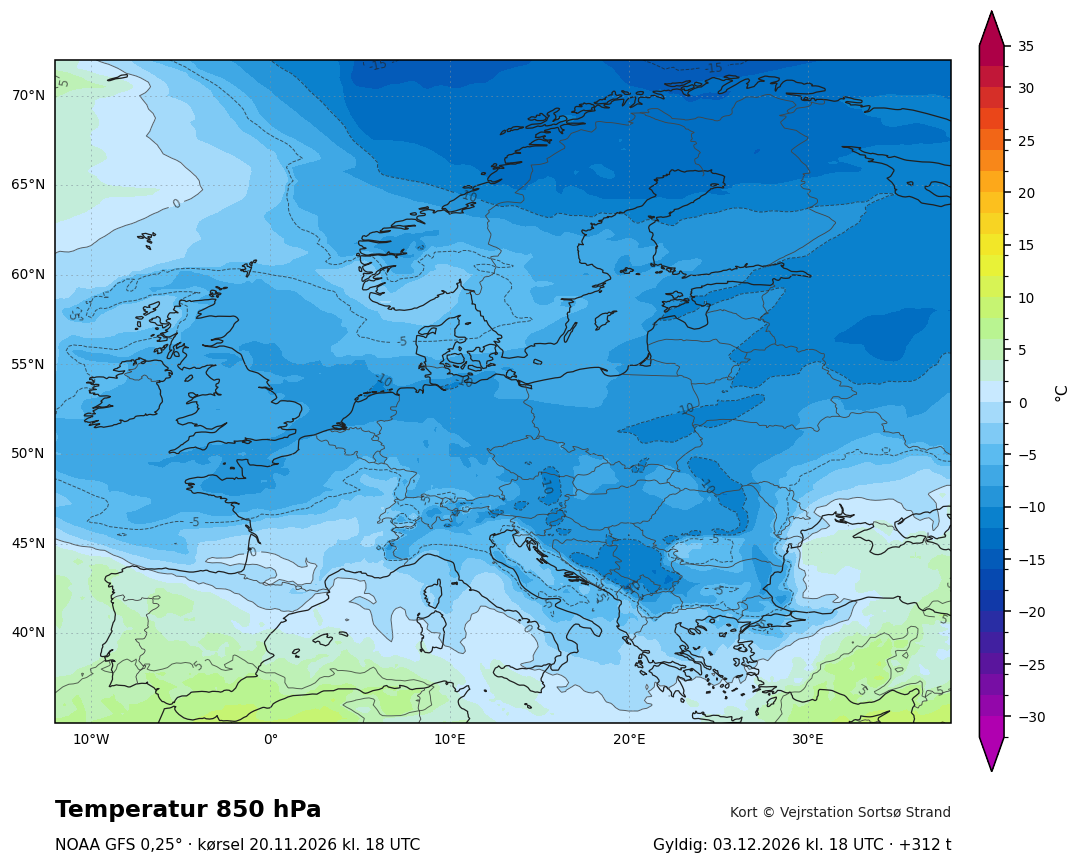 70°N
65°N
60°N
55°N
50°N
45°N
40°N
10°W 0° 10°E 20°E 30°E
35
30
25
20
15
10
5
0
−5
−10
−15
−20
−25
−30
°C
Temperatur 850 hPa
Kort © Vejrstation Sortsø Strand
NOAA GFS 0,25° · kørsel 20.11.2026 kl. 18 UTC
Gyldig: 03.12.2026 kl. 18 UTC · +312 t